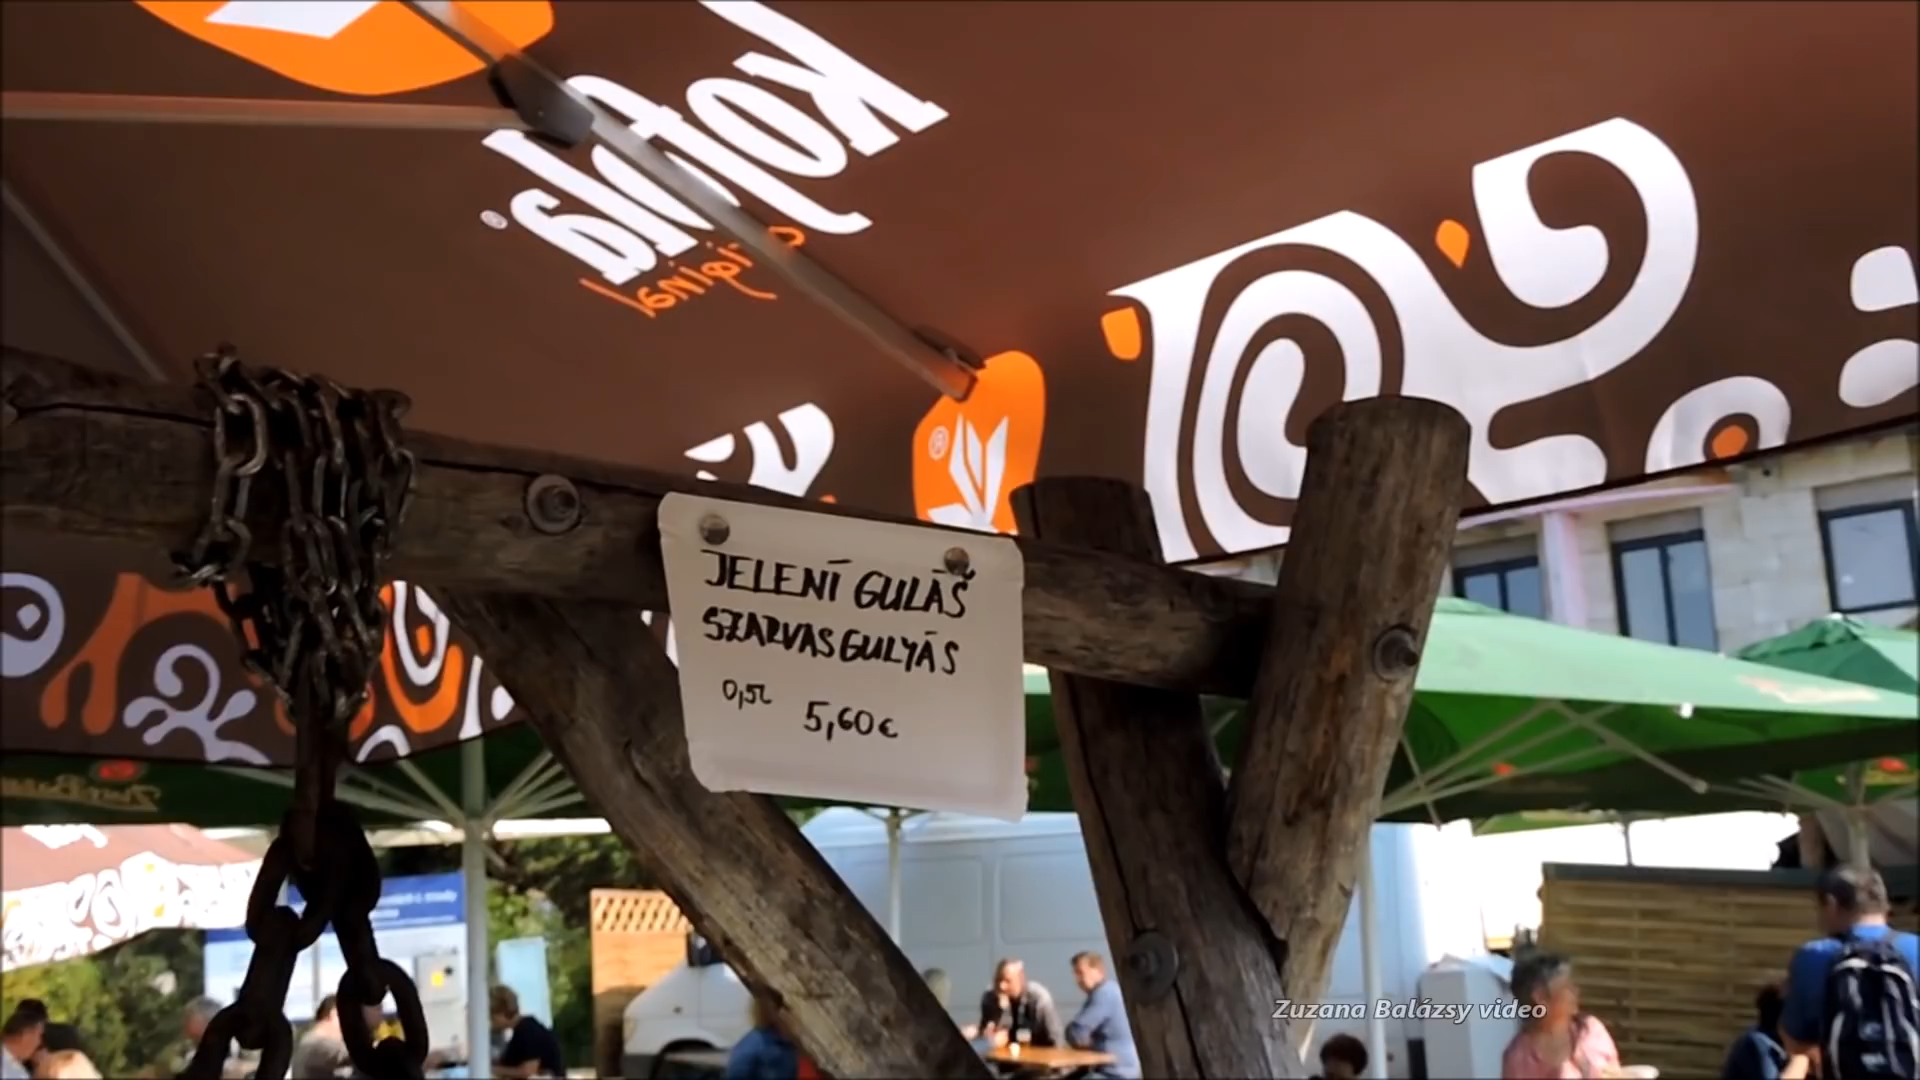 Kofola
originál
®
®
JELENÍ GULÁŠ
SZARVASGULYÁS
0,5L
5,60€
Zuzana Balázsy video